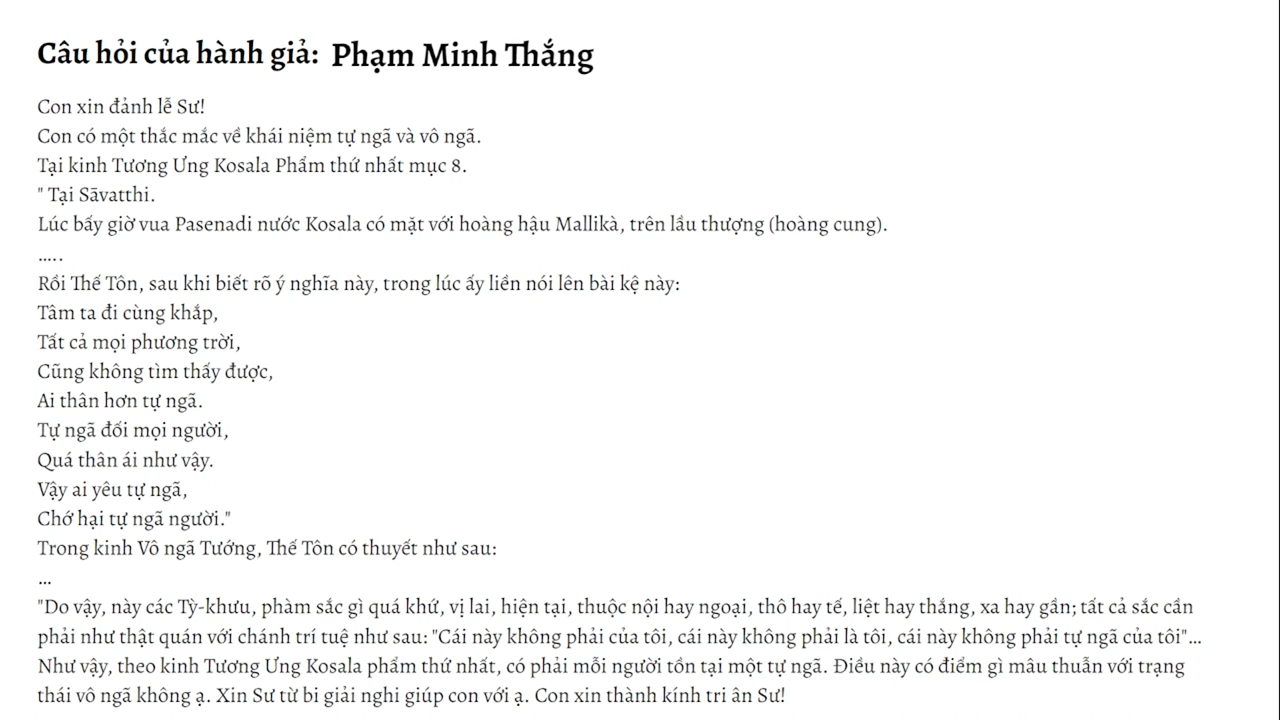 Câu hỏi của hành giả: Phạm Minh Thắng
Con xin đảnh lễ Sư!
Con có một thắc mắc về khái niệm tự ngã và vô ngã.
Tại kinh Tương Ưng Kosala Phẩm thứ nhất mục 8.
" Tại Sāvatthi.
Lúc bấy giờ vua Pasenadi nước Kosala có mặt với hoàng hậu Mallikà, trên lầu thượng (hoàng cung).
.....
Rồi Thế Tôn, sau khi biết rõ ý nghĩa này, trong lúc ấy liền nói lên bài kệ này:
Tâm ta đi cùng khắp,
Tất cả mọi phương trời,
Cũng không tìm thấy được,
Ai thân hơn tự ngã.
Tự ngã đối mọi người,
Quá thân ái như vậy.
Vậy ai yêu tự ngã,
Chớ hại tự ngã người."
Trong kinh Vô ngã Tướng, Thế Tôn có thuyết như sau:
...
"Do vậy, này các Tỳ-khưu, phàm sắc gì quá khứ, vị lai, hiện tại, thuộc nội hay ngoại, thô hay tế, liệt hay thắng, xa hay gần; tất cả sắc cần
phải như thật quán với chánh trí tuệ như sau: "Cái này không phải của tôi, cái này không phải là tôi, cái này không phải tự ngã của tôi"...
Như vậy, theo kinh Tương Ưng Kosala phẩm thứ nhất, có phải mỗi người tồn tại một tự ngã. Điều này có điểm gì mâu thuẫn với trạng
thái vô ngã không ạ. Xin Sư từ bi giải nghi giúp con với ạ. Con xin thành kính tri ân Sư!